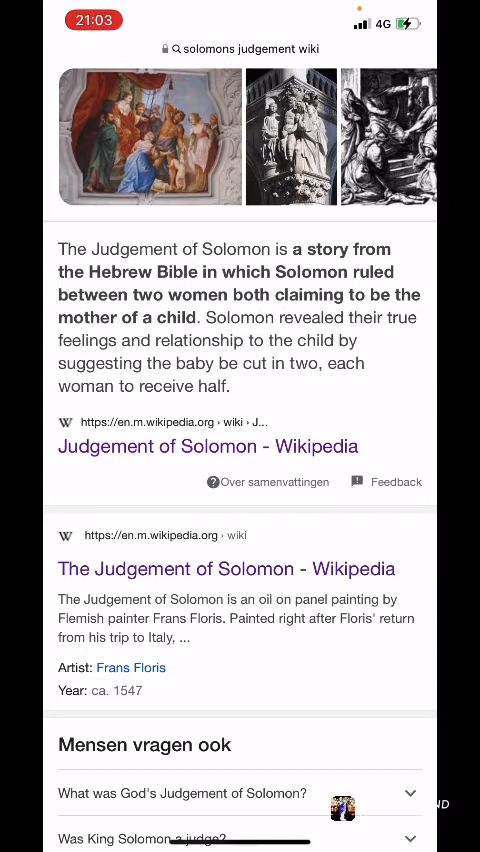 21:03
4G
solomons judgement wiki
The Judgement of Solomon is a story from
the Hebrew Bible in which Solomon ruled
between two women both claiming to be the
mother of a child. Solomon revealed their true
feelings and relationship to the child by
suggesting the baby be cut in two, each
woman to receive half.
W https://en.m.wikipedia.org › wiki › J...
Judgement of Solomon - Wikipedia
Over samenvattingen Feedback
W https://en.m.wikipedia.org › wiki
The Judgement of Solomon - Wikipedia
The Judgement of Solomon is an oil on panel painting by
Flemish painter Frans Floris. Painted right after Floris' return
from his trip to Italy, ...
Artist: Frans Floris
Year: ca. 1547
Mensen vragen ook
What was God's Judgement of Solomon?
ND
Was King Solomon a judge?